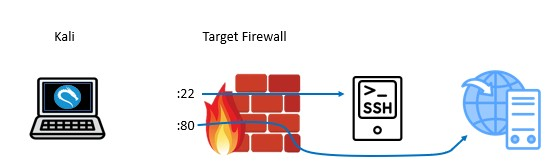 Kali
Target Firewall
:22
>_
SSH
:80